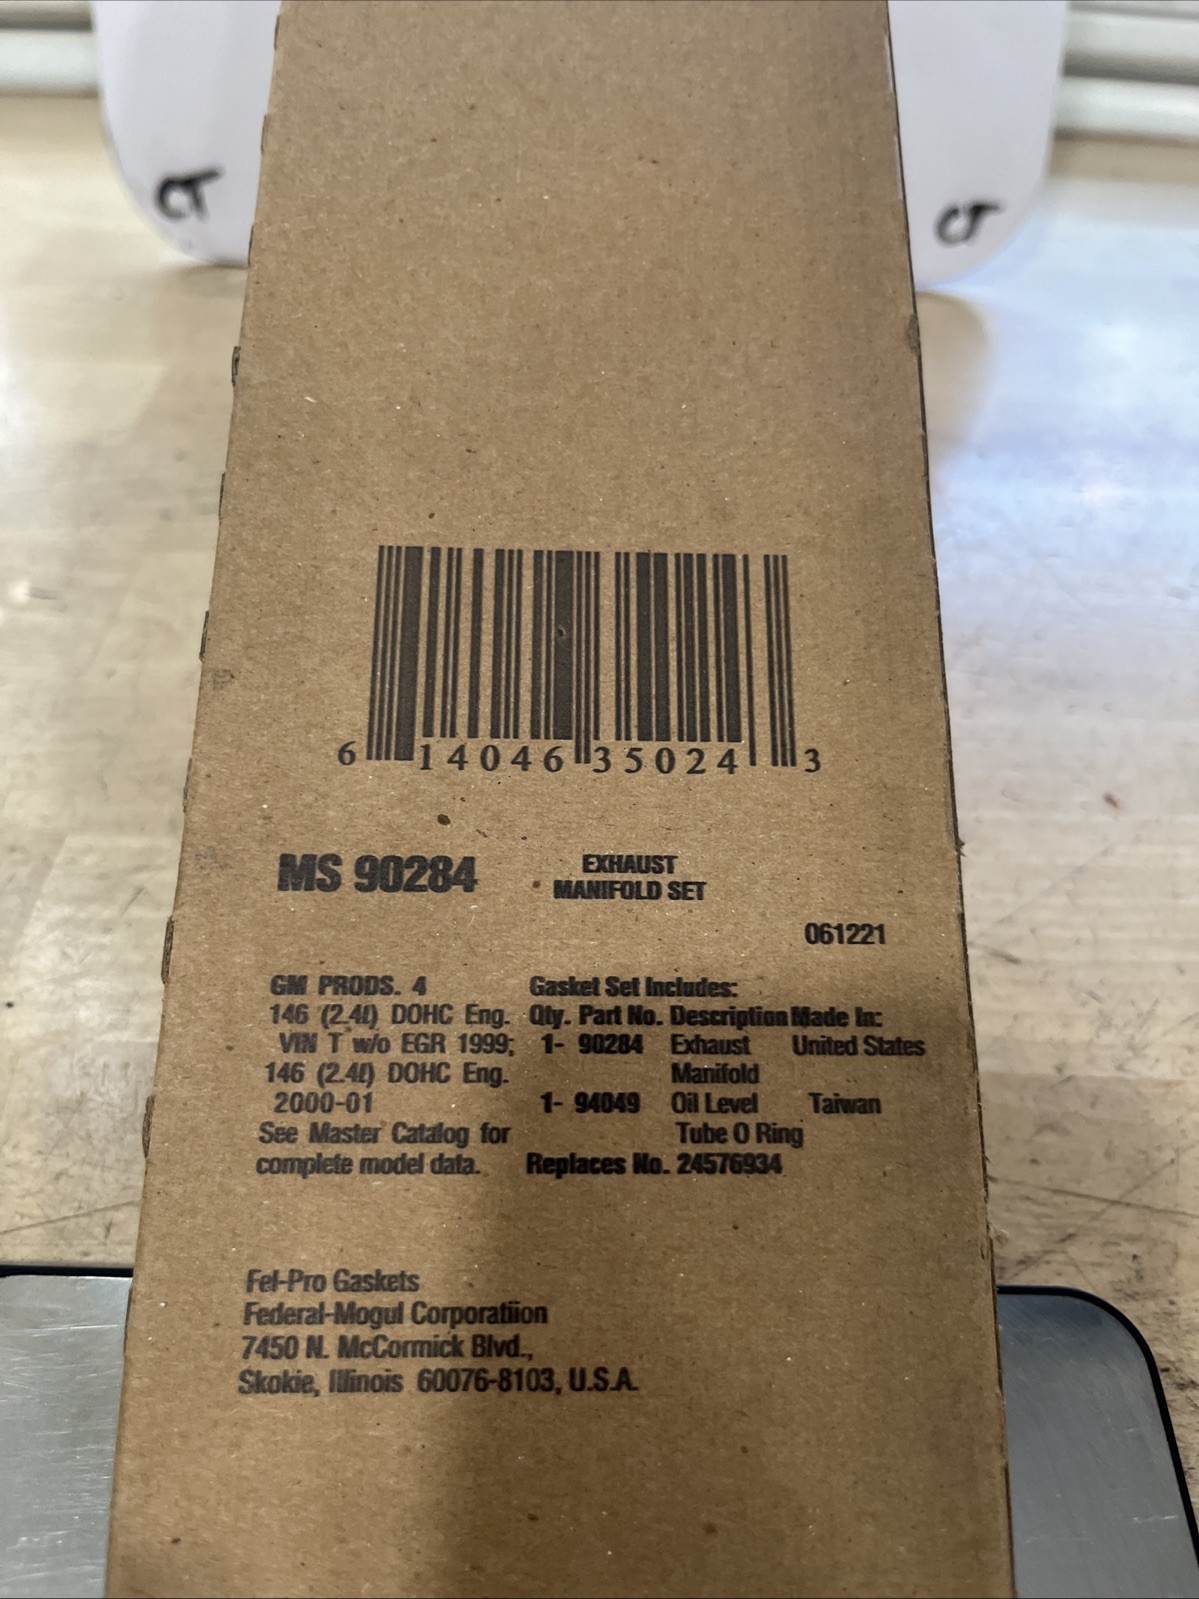 CT
CT
6 14046 35024 3
MS 90284
EXHAUST
MANIFOLD SET
061221
GM PRODS. 4
146 (2.4ℓ) DOHC Eng.
VIN T w/o EGR 1999;
146 (2.4ℓ) DOHC Eng.
2000-01
See Master Catalog for
complete model data.
Gasket Set Includes:
Qty. Part No. Description Made In:
1- 90284 Exhaust United States
Manifold
1- 94049 Oil Level Taiwan
Tube O Ring
Replaces No. 24576934
Fel-Pro Gaskets
Federal-Mogul Corporatiion
7450 N. McCormick Blvd.,
Skokie, Illinois 60076-8103, U.S.A.